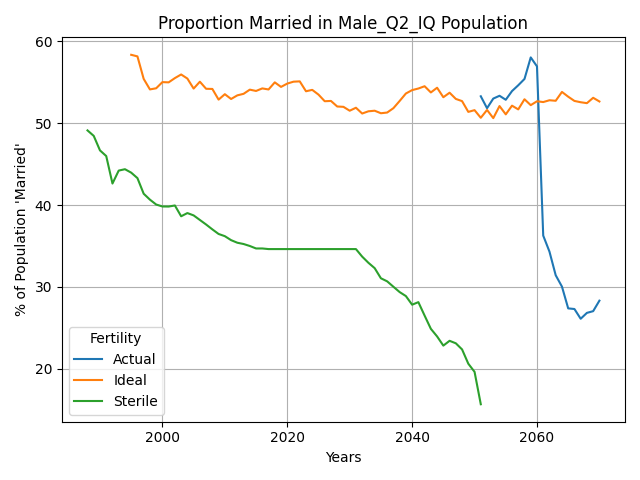 Proportion Married in Male_Q2_IQ Population
% of Population 'Married'
60
50
40
30
20
Fertility
Actual
Ideal
Sterile
2000
2020
2040
2060
Years